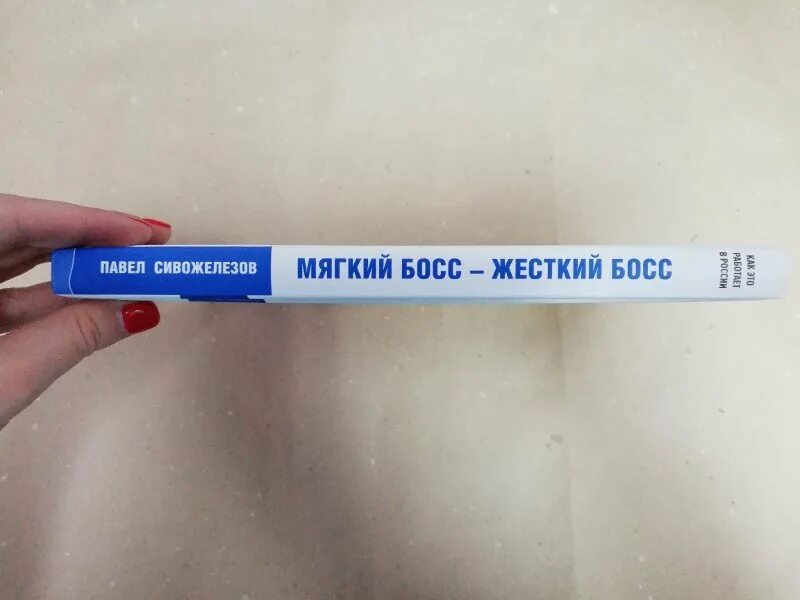 ПАВЕЛ СИВОЖЕЛЕЗОВ
МЯГКИЙ БОСС – ЖЕСТКИЙ БОСС
КАК ЭТО
РАБОТАЕТ
В РОССИИ